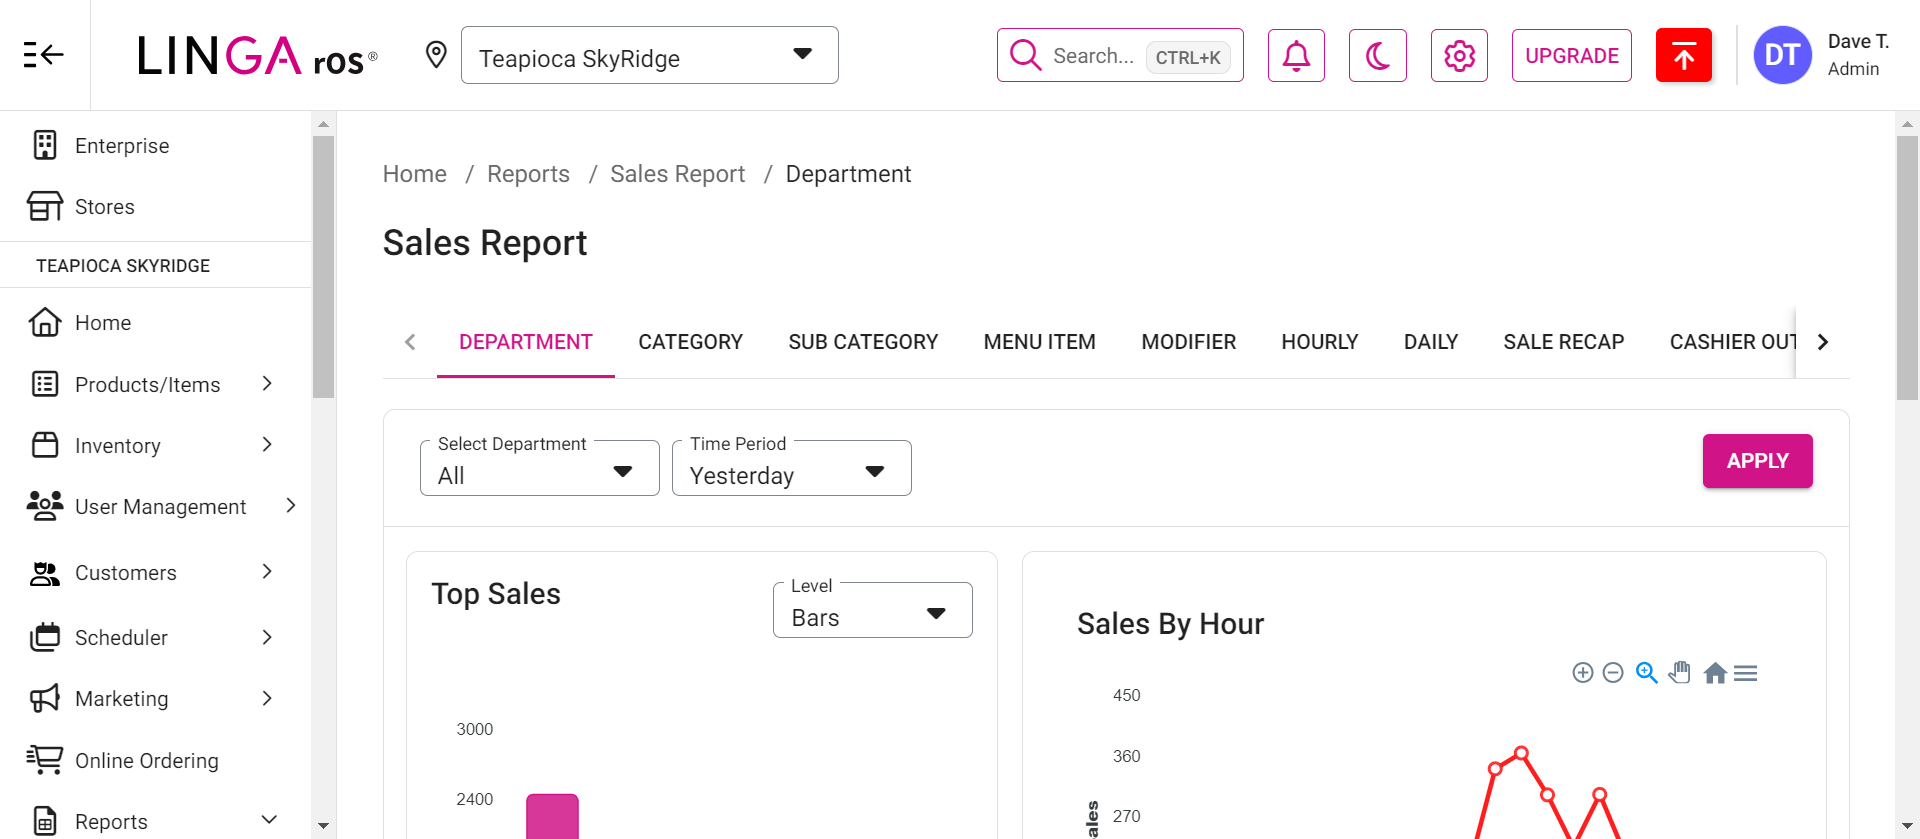 LINGA ros®
Teapioca SkyRidge
Search... CTRL+K
UPGRADE
DT
Dave T.
Admin
Enterprise
Stores
TEAPIOCA SKYRIDGE
Home
Products/Items
Inventory
User Management
Customers
Scheduler
Marketing
Online Ordering
Reports
Home / Reports / Sales Report / Department
Sales Report
DEPARTMENT CATEGORY SUB CATEGORY MENU ITEM MODIFIER HOURLY DAILY SALE RECAP CASHIER OUT
Select Department
All
Time Period
Yesterday
APPLY
Top Sales
Level
Bars
3000
2400
Sales By Hour
450
360
270